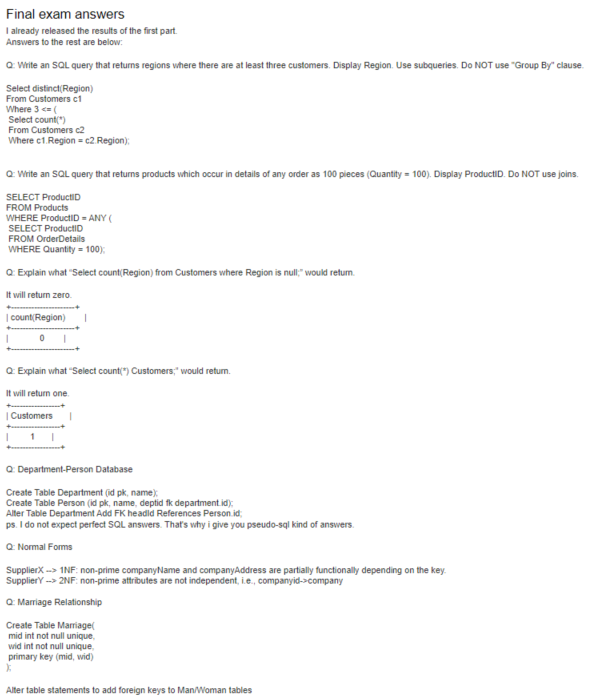 Final exam answers
I already released the results of the first part.
Answers to the rest are below:
Q: Write an SQL query that returns regions where there are at least three customers. Display Region. Use subqueries. Do NOT use "Group By" clause.
Select distinct(Region)
From Customers c1
Where 3 <= (
Select count(*)
From Customers c2
Where c1.Region = c2.Region);
Q: Write an SQL query that returns products which occur in details of any order as 100 pieces (Quantity = 100). Display ProductID. Do NOT use joins.
SELECT ProductID
FROM Products
WHERE ProductID = ANY (
SELECT ProductID
FROM OrderDetails
WHERE Quantity = 100);
Q: Explain what "Select count(Region) from Customers where Region is null;" would return.
It will return zero.
+----------------------+
| count(Region) |
+----------------------+
| 0 |
+----------------------+
Q: Explain what "Select count(*) Customers;" would return.
It will return one.
+-----------------+
| Customers |
+-----------------+
| 1 |
+-----------------+
Q: Department-Person Database
Create Table Department (id pk, name);
Create Table Person (id pk, name, deptid fk department.id);
Alter Table Department Add FK headId References Person.id;
ps. I do not expect perfect SQL answers. That's why i give you pseudo-sql kind of answers.
Q: Normal Forms
SupplierX --> 1NF: non-prime companyName and companyAddress are partially functionally depending on the key.
SupplierY --> 2NF: non-prime attributes are not independent, i.e., companyid->company
Q: Marriage Relationship
Create Table Marriage(
mid int not null unique,
wid int not null unique,
primary key (mid, wid)
);
Alter table statements to add foreign keys to Man/Woman tables